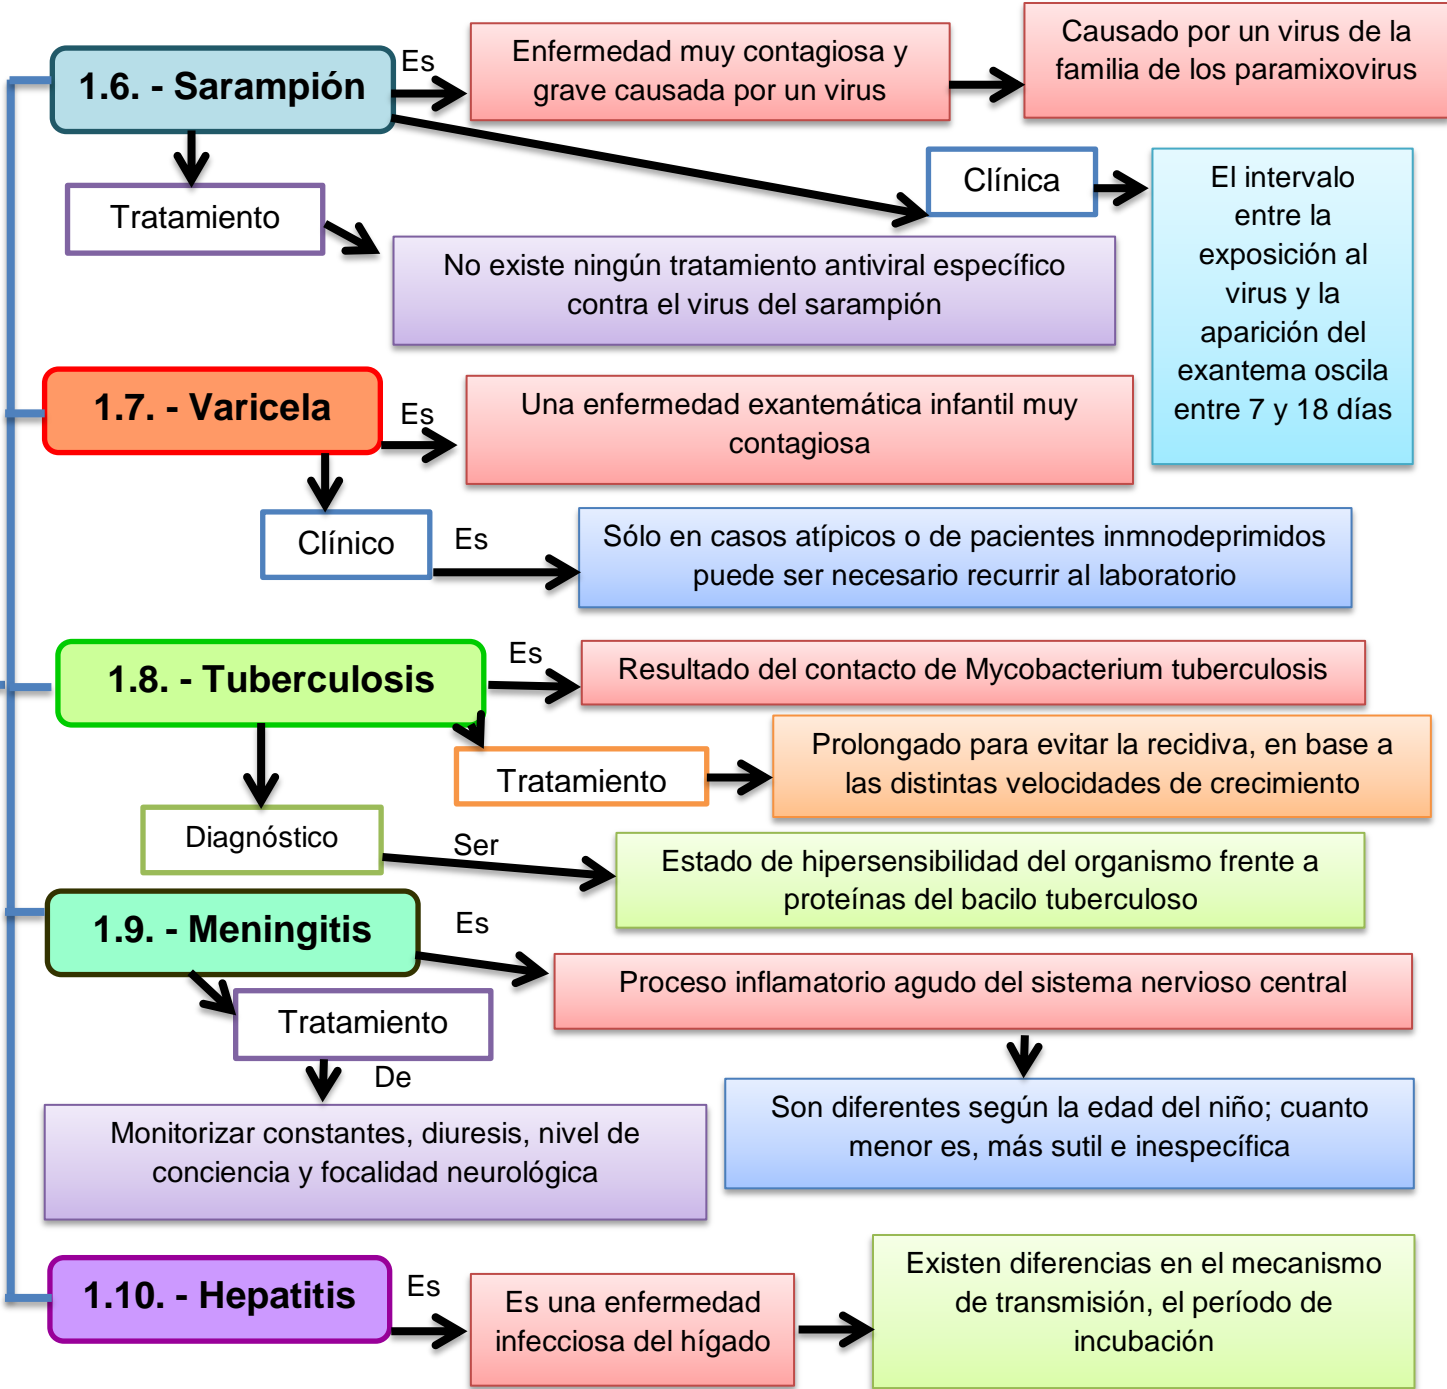 1.6. - Sarampión
Es
Enfermedad muy contagiosa y
grave causada por un virus
Causado por un virus de la
familia de los paramixovirus
Tratamiento
Clínica
El intervalo
entre la
exposición al
virus y la
aparición del
exantema oscila
entre 7 y 18 días
No existe ningún tratamiento antiviral específico
contra el virus del sarampión
1.7. - Varicela
Es
Una enfermedad exantemática infantil muy
contagiosa
Clínico
Es
Sólo en casos atípicos o de pacientes inmnodeprimidos
puede ser necesario recurrir al laboratorio
1.8. - Tuberculosis
Es
Resultado del contacto de Mycobacterium tuberculosis
Tratamiento
Prolongado para evitar la recidiva, en base a
las distintas velocidades de crecimiento
Diagnóstico
Ser
Estado de hipersensibilidad del organismo frente a
proteínas del bacilo tuberculoso
1.9. - Meningitis
Es
Proceso inflamatorio agudo del sistema nervioso central
Tratamiento
De
Monitorizar constantes, diuresis, nivel de
conciencia y focalidad neurológica
Son diferentes según la edad del niño; cuanto
menor es, más sutil e inespecífica
1.10. - Hepatitis
Es
Es una enfermedad
infecciosa del hígado
Existen diferencias en el mecanismo
de transmisión, el período de
incubación